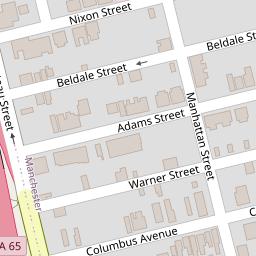 Nixon Street
Beldale Street
Beldale
Adams Street
Manhattan Street
Street
Manchester
Warner Street
Columbus Avenue
A 65